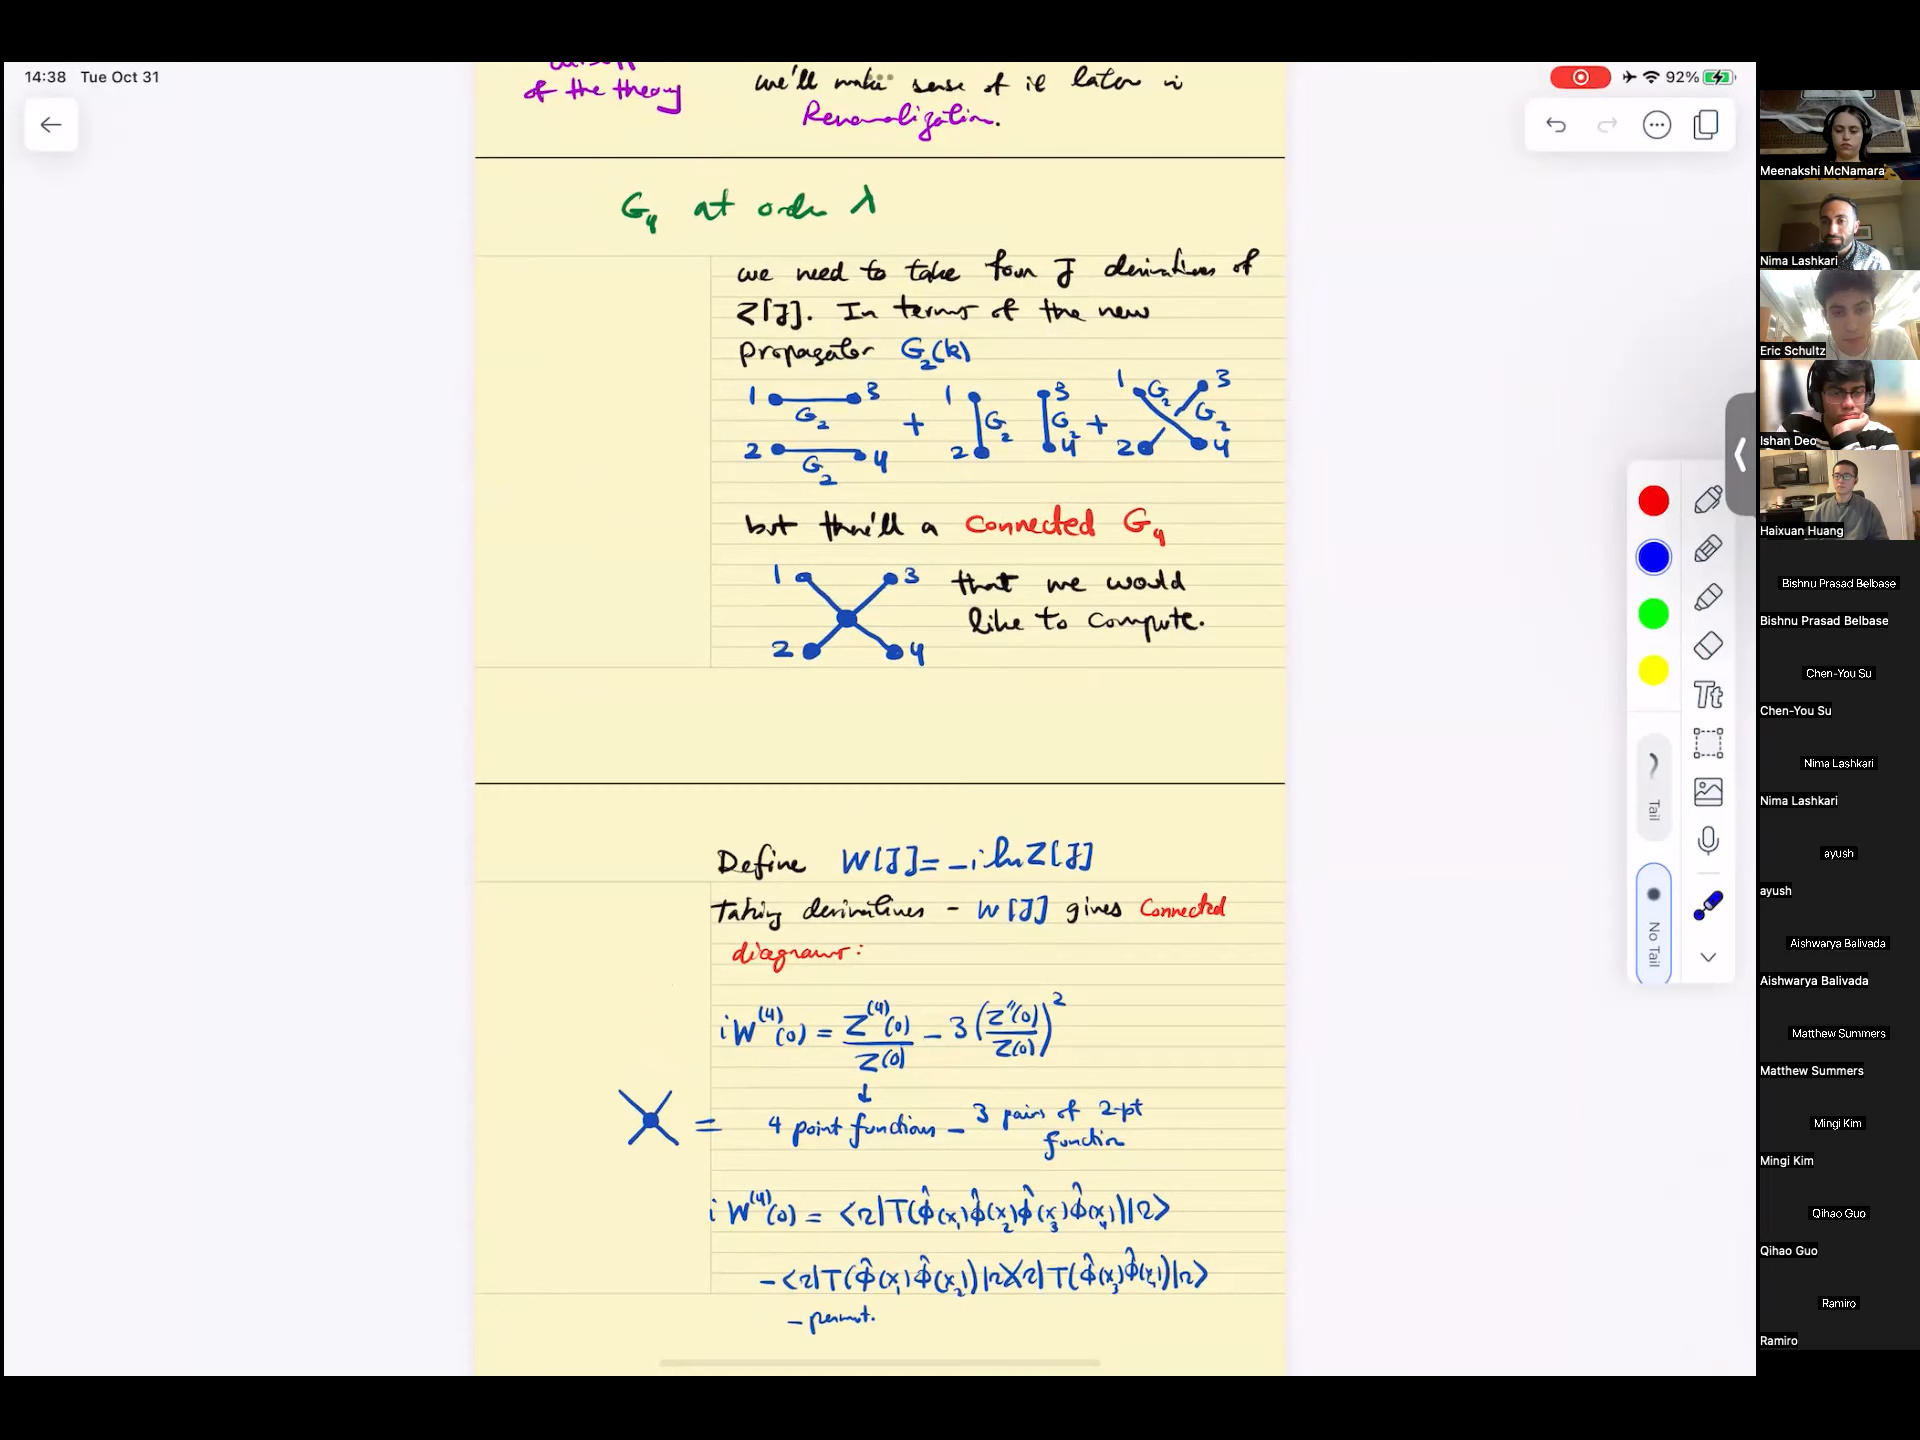 14:38 Tue Oct 31
92%
of the theory
we'll make sense of it later in
Renormalization.
G₄ at order λ
we need to take four J derivatives of
Z[J]. In terms of the new
propagator G₂(k)
1 3 G₂ 2 4 G₂ + 1 2 G₂ 3 4 G₂ + 1 G₂ 3 G₂ 2 4
but there'll a connected G₄
1 3 2 4
that we would
like to compute.
Define W[J] = -i ln Z[J]
Taking derivatives - W[J] gives Connected
diagrams:
i W⁽⁴⁾(0) = Z⁽⁴⁾(0)/Z(0) - 3 (Z''(0)/Z(0))²
= 4 point function - 3 pairs of 2-pt
function
i W⁽⁴⁾(0) = <Ω|T(φ̂(x₁)φ̂(x₂)φ̂(x₃)φ̂(x₄))|Ω>
- <Ω|T(φ̂(x₁)φ̂(x₂))|Ω><Ω|T(φ̂(x₃)φ̂(x₄))|Ω>
- permut.
Tt
Tail
No Tail
Meenakshi McNamara
Nima Lashkari
Eric Schultz
Ishan Deo
Haixuan Huang
Bishnu Prasad Belbase
Bishnu Prasad Belbase
Chen-You Su
Chen-You Su
Nima Lashkari
Nima Lashkari
ayush
ayush
Aishwarya Balivada
Aishwarya Balivada
Matthew Summers
Matthew Summers
Mingi Kim
Mingi Kim
Qihao Guo
Qihao Guo
Ramiro
Ramiro